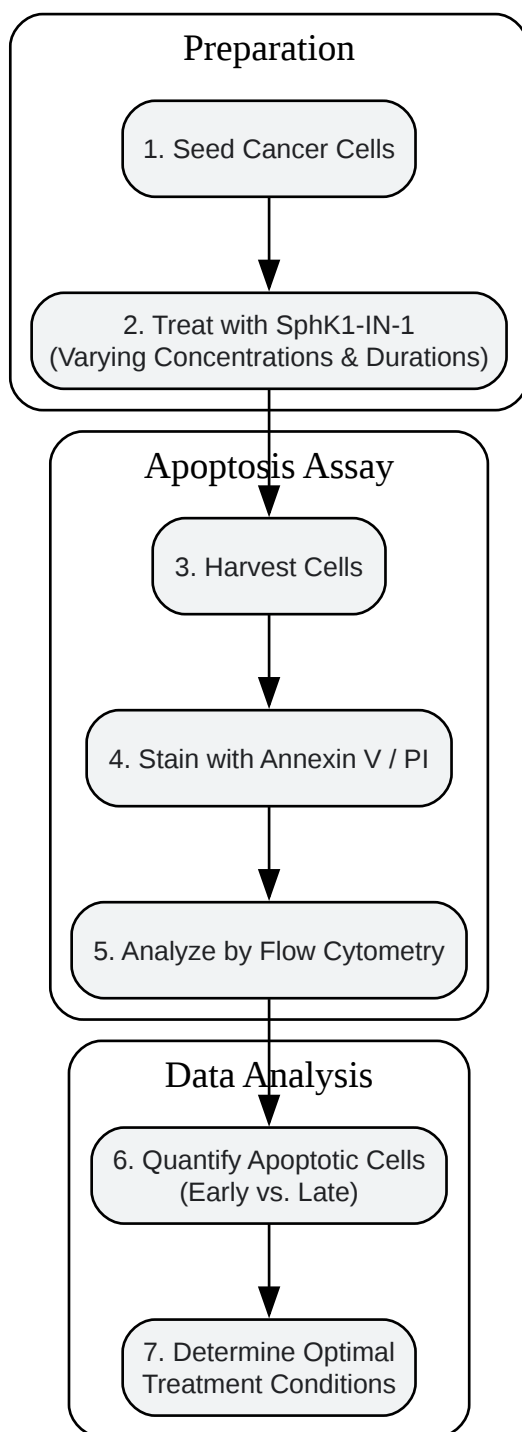 Preparation
1. Seed Cancer Cells
2. Treat with SphK1-IN-1
(Varying Concentrations & Durations)
Apoptosis Assay
3. Harvest Cells
4. Stain with Annexin V / PI
5. Analyze by Flow Cytometry
Data Analysis
6. Quantify Apoptotic Cells
(Early vs. Late)
7. Determine Optimal
Treatment Conditions